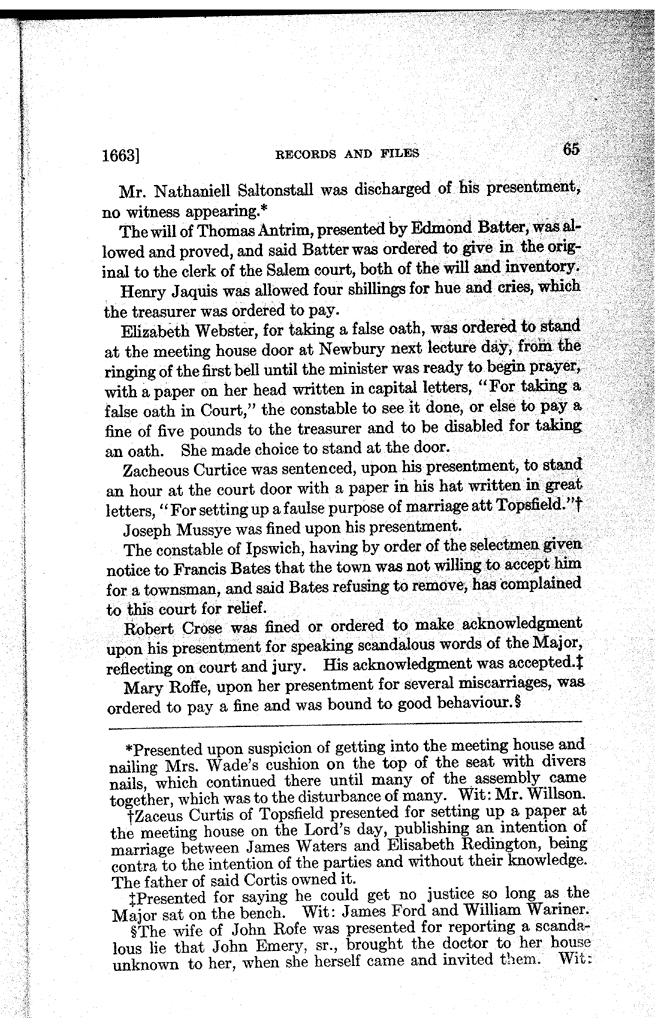 1663] RECORDS AND FILES 65
Mr. Nathaniell Saltonstall was discharged of his presentment,
no witness appearing.*
The will of Thomas Antrim, presented by Edmond Batter, was al-
lowed and proved, and said Batter was ordered to give in the orig-
inal to the clerk of the Salem court, both of the will and inventory.
Henry Jaquis was allowed four shillings for hue and cries, which
the treasurer was ordered to pay.
Elizabeth Webster, for taking a false oath, was ordered to stand
at the meeting house door at Newbury next lecture day, from the
ringing of the first bell until the minister was ready to begin prayer,
with a paper on her head written in capital letters, "For taking a
false oath in Court," the constable to see it done, or else to pay a
fine of five pounds to the treasurer and to be disabled for taking
an oath. She made choice to stand at the door.
Zacheous Curtice was sentenced, upon his presentment, to stand
an hour at the court door with a paper in his hat written in great
letters, "For setting up a faulse purpose of marriage att Topsfield."†
Joseph Mussye was fined upon his presentment.
The constable of Ipswich, having by order of the selectmen given
notice to Francis Bates that the town was not willing to accept him
for a townsman, and said Bates refusing to remove, has complained
to this court for relief.
Robert Crose was fined or ordered to make acknowledgment
upon his presentment for speaking scandalous words of the Major,
reflecting on court and jury. His acknowledgment was accepted.‡
Mary Roffe, upon her presentment for several miscarriages, was
ordered to pay a fine and was bound to good behaviour.§
*Presented upon suspicion of getting into the meeting house and
nailing Mrs. Wade's cushion on the top of the seat with divers
nails, which continued there until many of the assembly came
together, which was to the disturbance of many. Wit: Mr. Willson.
†Zaceus Curtis of Topsfield presented for setting up a paper at
the meeting house on the Lord's day, publishing an intention of
marriage between James Waters and Elisabeth Redington, being
contra to the intention of the parties and without their knowledge.
The father of said Cortis owned it.
‡Presented for saying he could get no justice so long as the
Major sat on the bench. Wit: James Ford and William Wariner.
§The wife of John Rofe was presented for reporting a scanda-
lous lie that John Emery, sr., brought the doctor to her house
unknown to her, when she herself came and invited them. Wit: